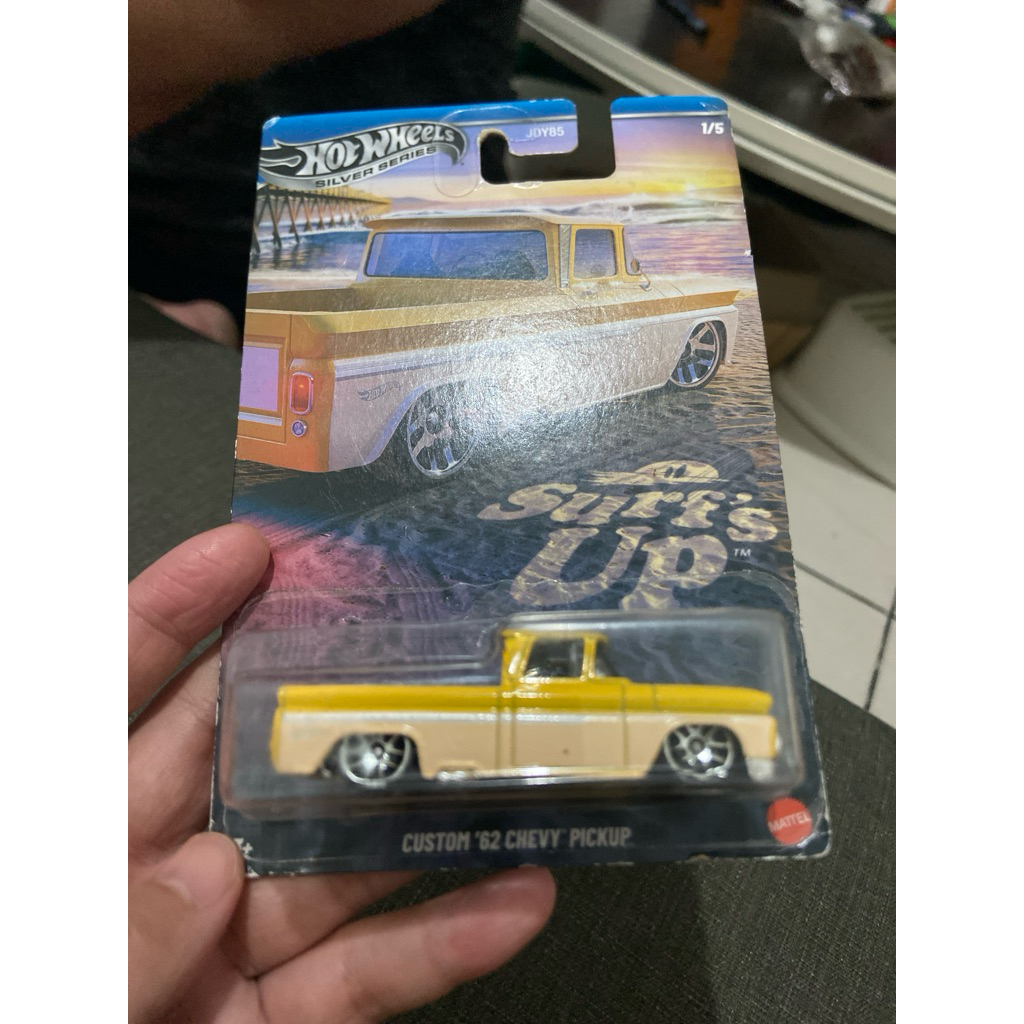 HOT WHEELS
SILVER SERIES
JDY85
1/5
Surf's
Up™
CUSTOM '62 CHEVY PICKUP
MATTEL